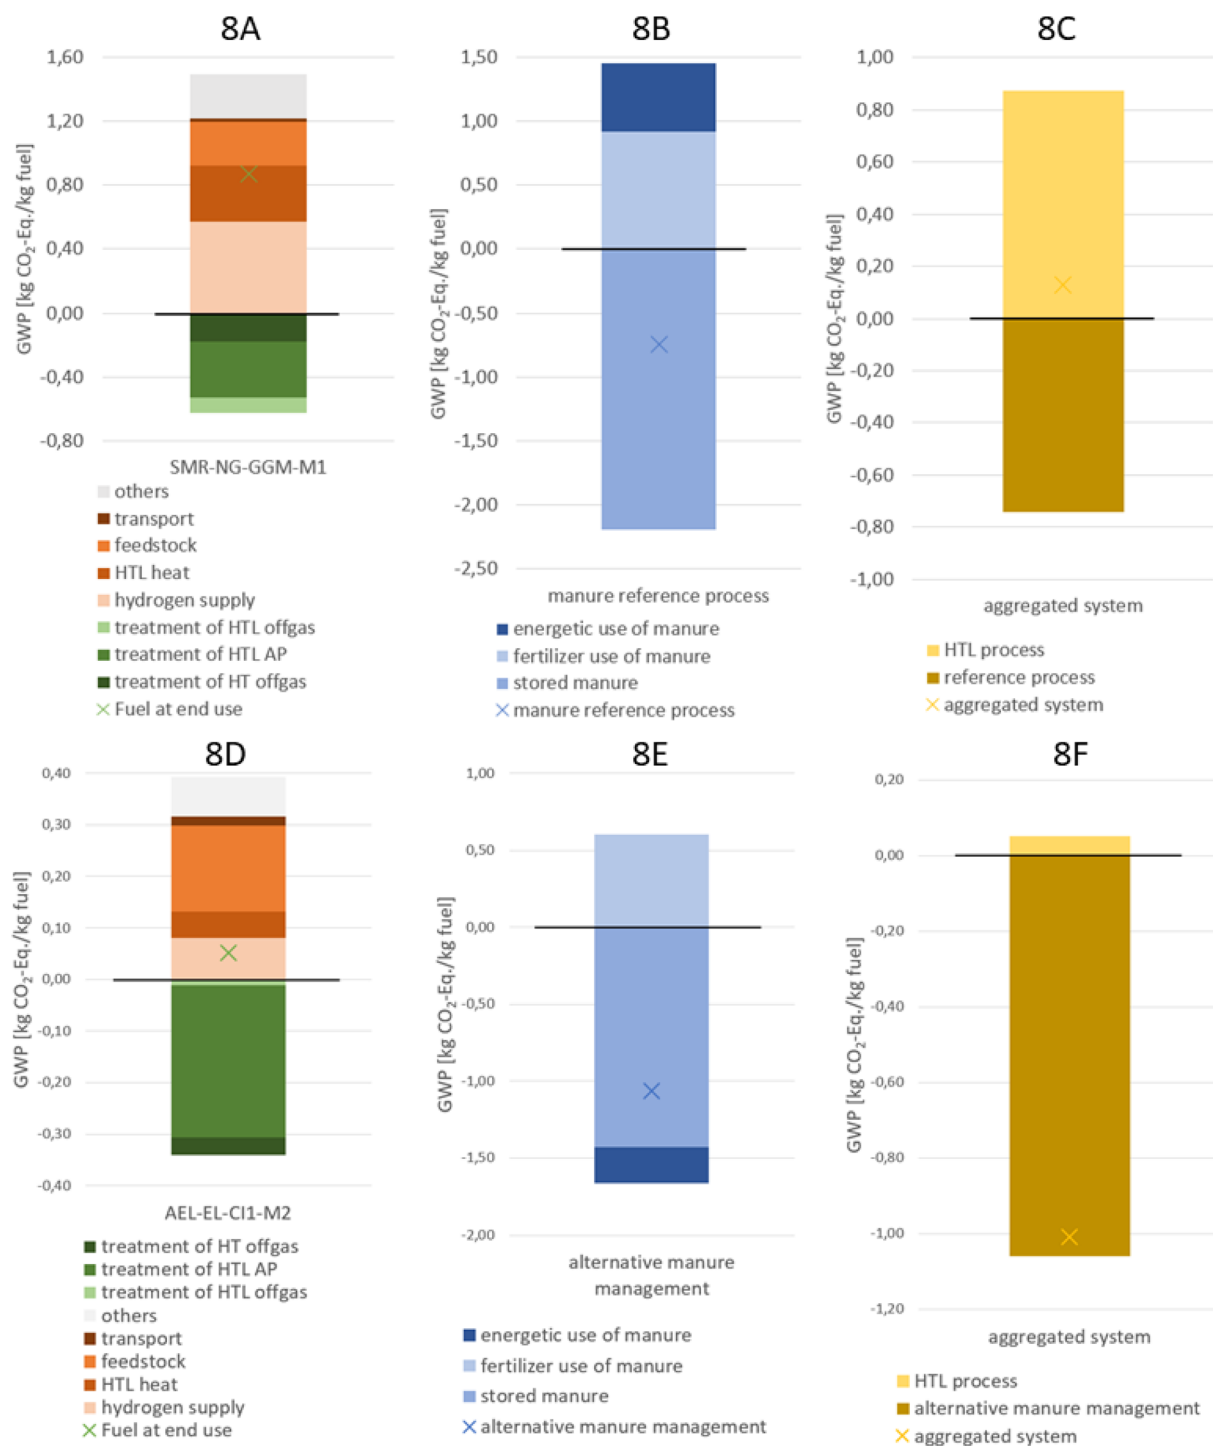 8A
1,60
1,20
0,80
0,40
0,00
-0,40
-0,80
GWP [kg CO₂-Eq./kg fuel]
SMR-NG-GGM-M1
others
transport
feedstock
HTL heat
hydrogen supply
treatment of HTL offgas
treatment of HTL AP
treatment of HT offgas
Fuel at end use
8B
1,50
1,00
0,50
0,00
-0,50
-1,00
-1,50
-2,00
-2,50
GWP [kg CO₂-Eq./kg fuel]
manure reference process
energetic use of manure
fertilizer use of manure
stored manure
manure reference process
8C
1,00
0,80
0,60
0,40
0,20
0,00
-0,20
-0,40
-0,60
-0,80
-1,00
GWP [kg CO₂-Eq./kg fuel]
aggregated system
HTL process
reference process
aggregated system
8D
0,40
0,30
0,20
0,10
0,00
-0,10
-0,20
-0,30
-0,40
GWP [kg CO₂-Eq./kg fuel]
AEL-EL-CI1-M2
treatment of HT offgas
treatment of HTL AP
treatment of HTL offgas
others
transport
feedstock
HTL heat
hydrogen supply
Fuel at end use
8E
1,00
0,50
0,00
-0,50
-1,00
-1,50
-2,00
GWP [kg CO₂-Eq./kg fuel]
alternative manure
management
energetic use of manure
fertilizer use of manure
stored manure
alternative manure management
8F
0,20
0,00
-0,20
-0,40
-0,60
-0,80
-1,00
-1,20
GWP [kg CO₂-Eq./kg fuel]
aggregated system
HTL process
alternative manure management
aggregated system